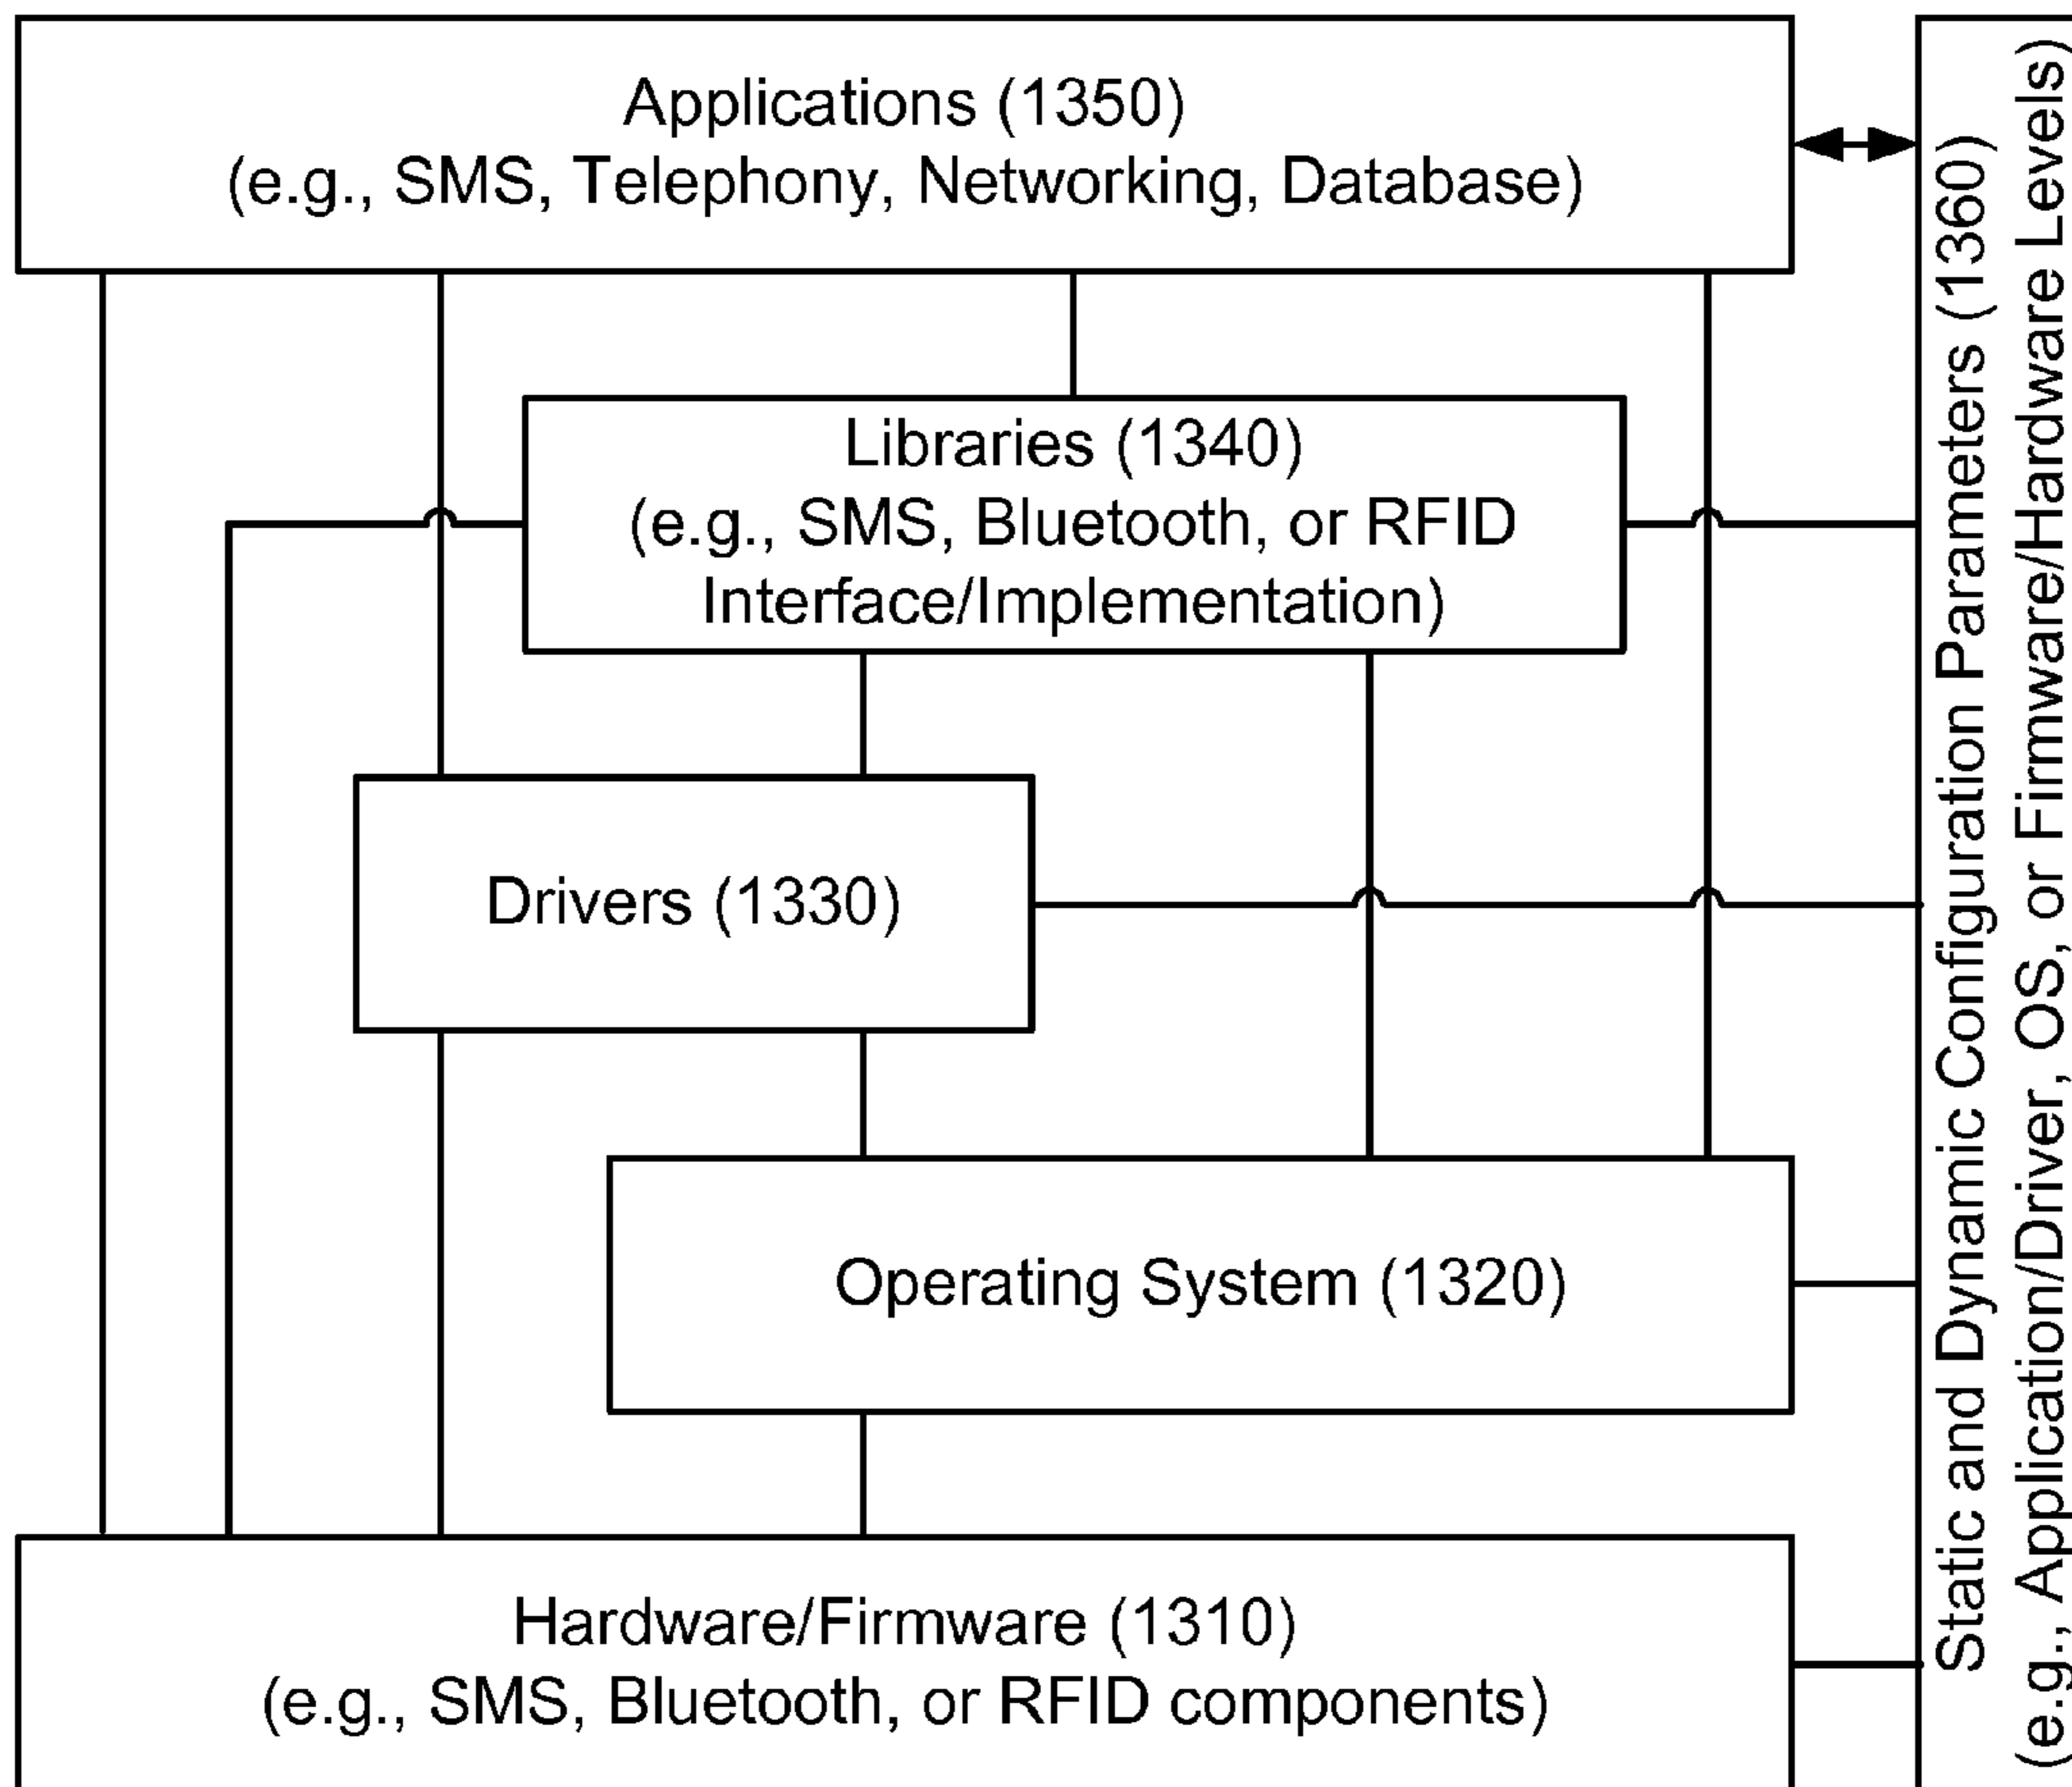 Applications (1350)
(e.g., SMS, Telephony, Networking, Database)
Libraries (1340)
(e.g., SMS, Bluetooth, or RFID
Interface/Implementation)
Drivers (1330)
Operating System (1320)
Hardware/Firmware (1310)
(e.g., SMS, Bluetooth, or RFID components)
Static and Dynamic Configuration Parameters (1360)
(e.g., Application/Driver, OS, or Firmware/Hardware Levels)